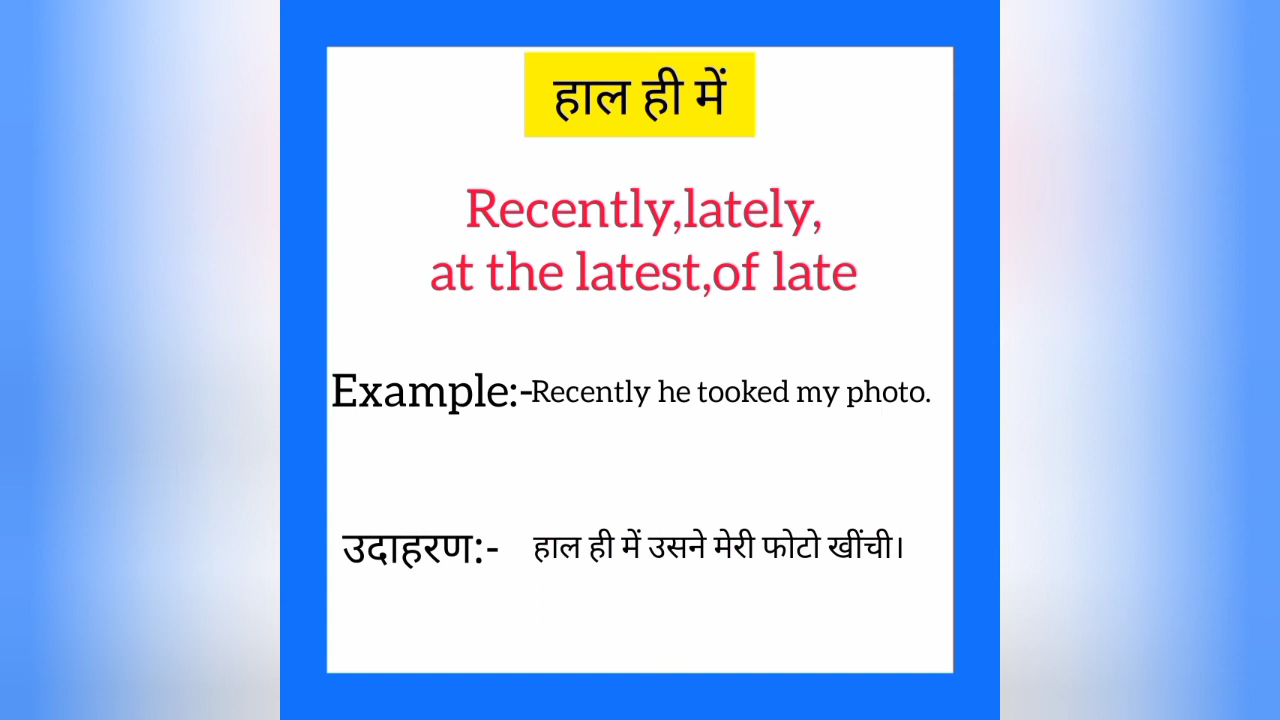 हाल ही में
Recently,lately,
at the latest,of late
Example:-Recently he tooked my photo.
उदाहरण:- हाल ही में उसने मेरी फोटो खींची।